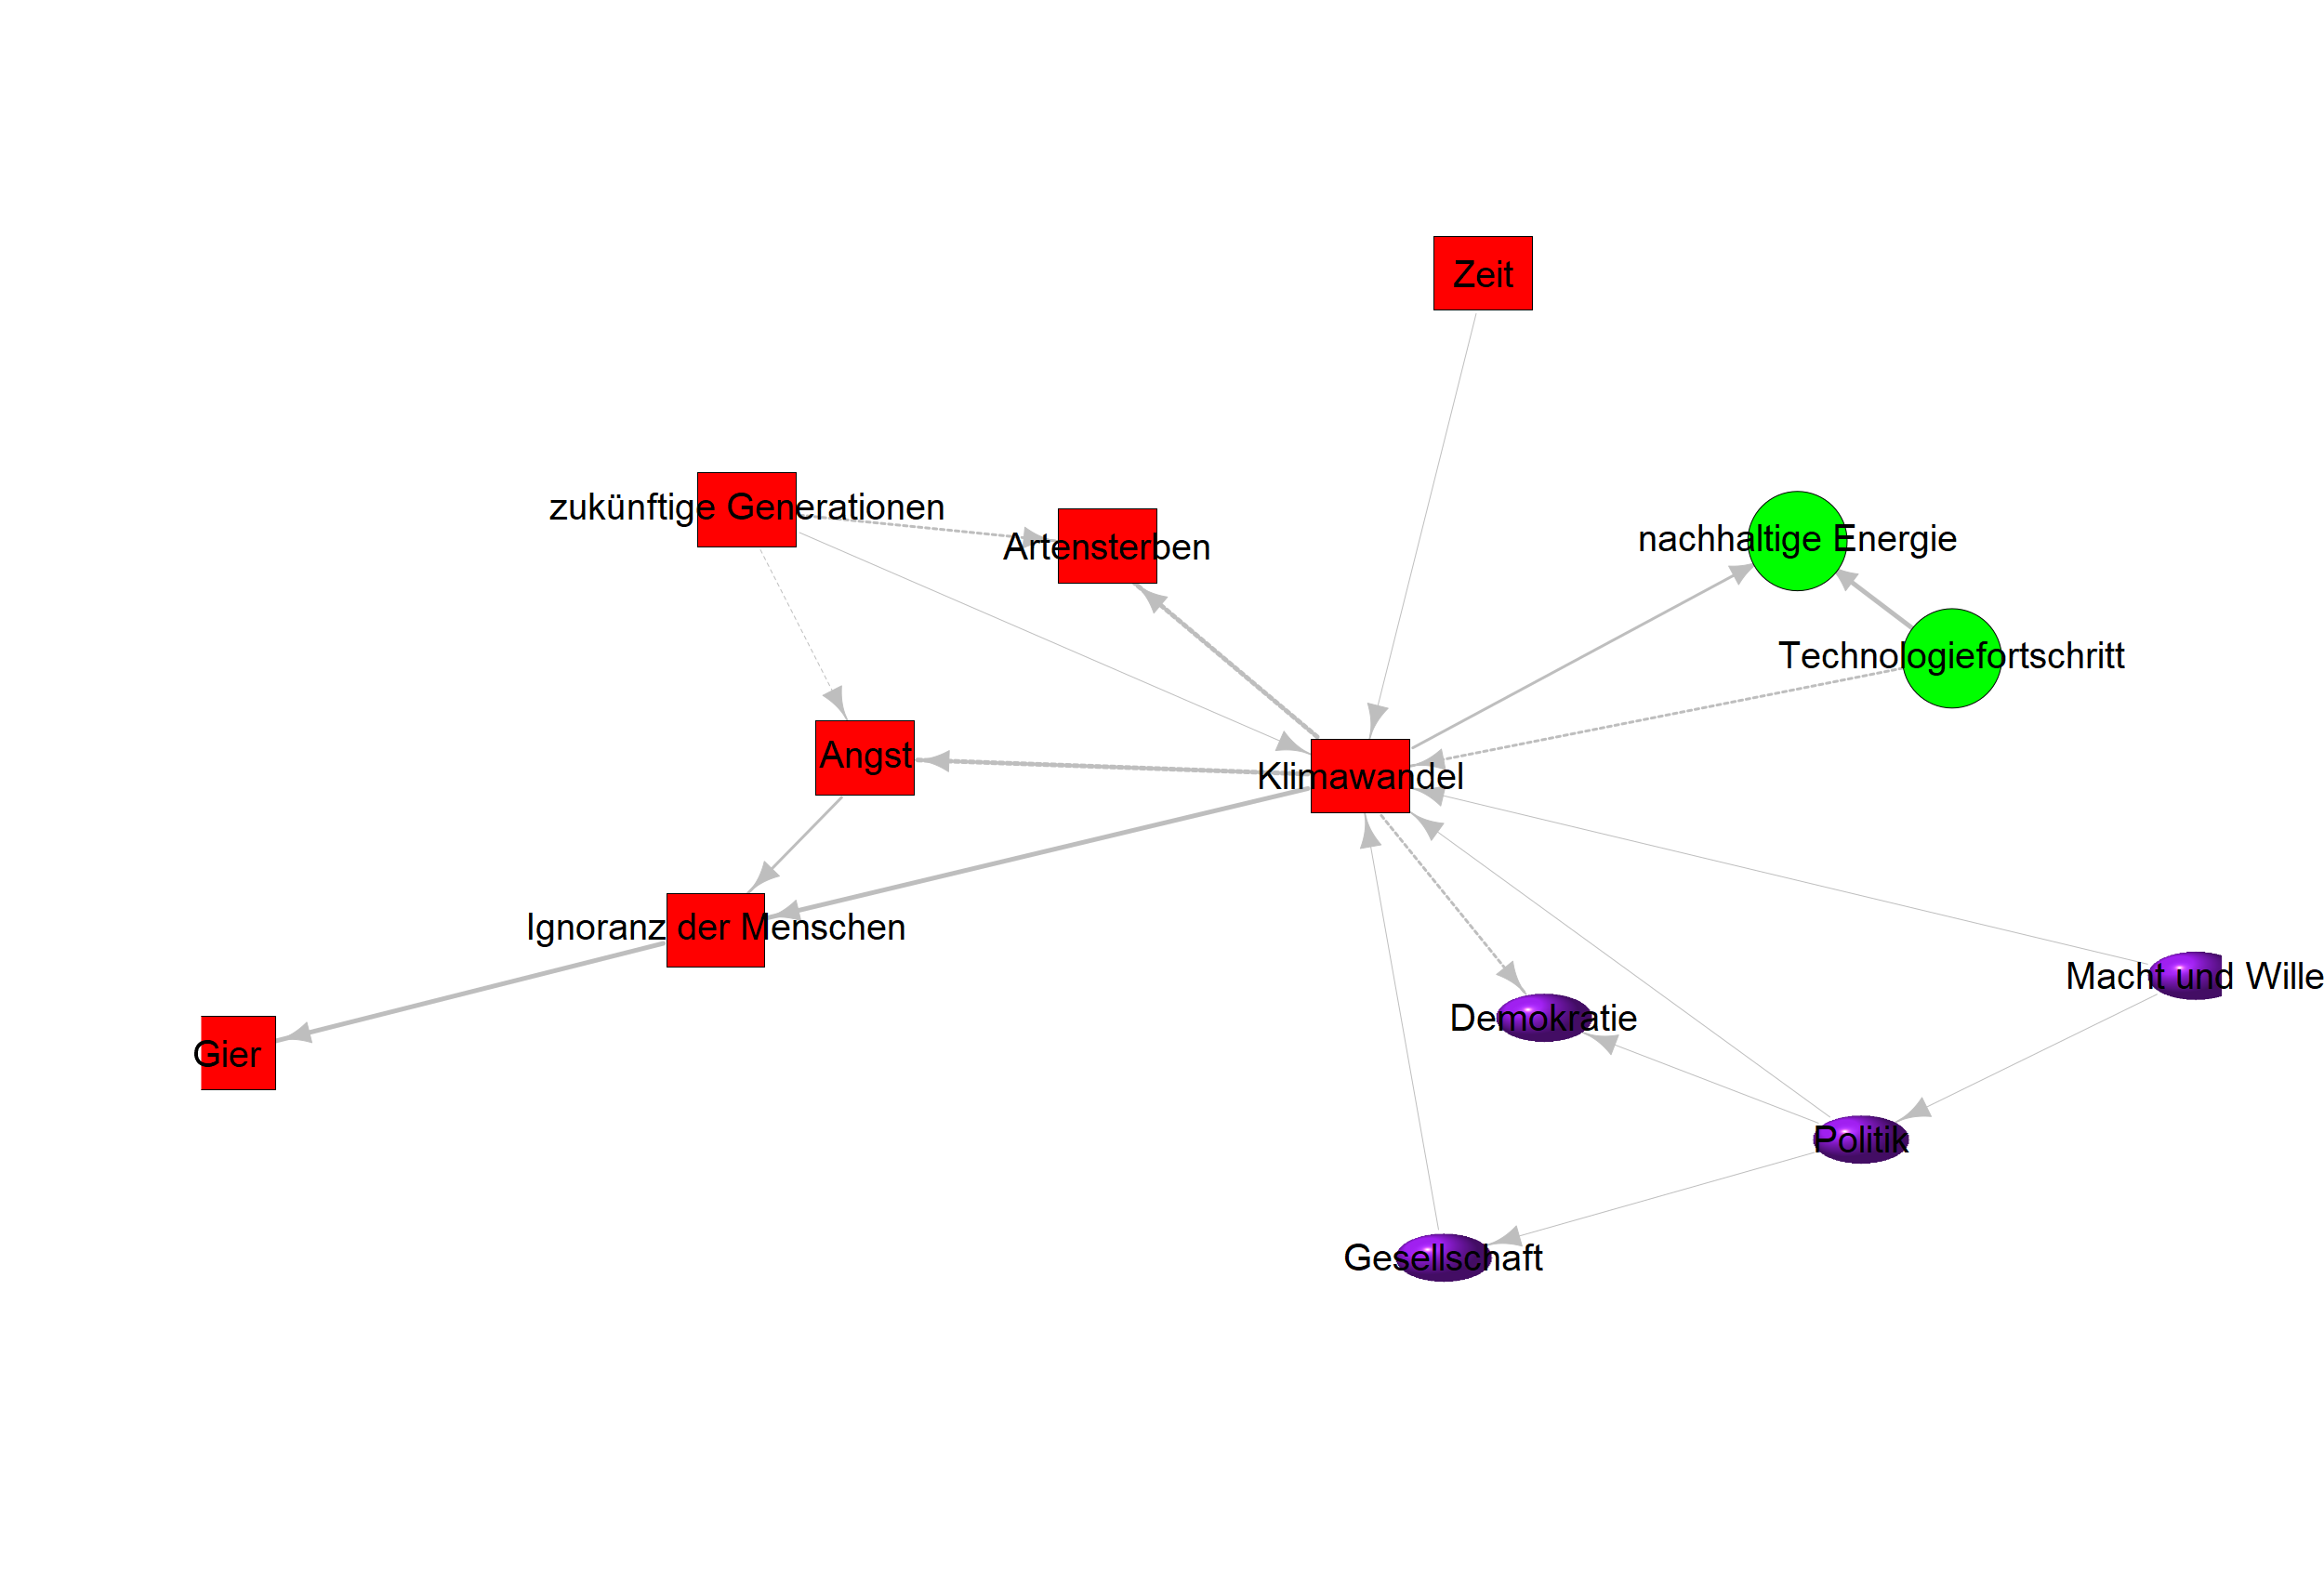 Zeit
zukünftige Generationen
Artensterben
nachhaltige Energie
Technologiefortschritt
Angst
Klimawandel
Ignoranz der Menschen
Macht und Wille
Demokratie
Gier
Politik
Gesellschaft